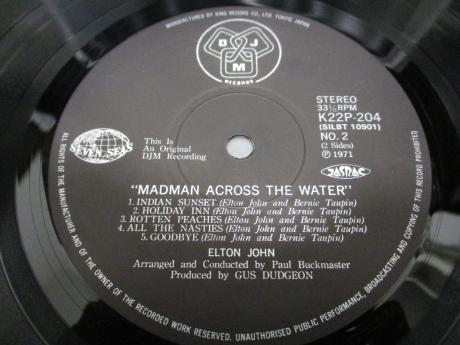 MANUFACTURED BY KING RECORD CO., LTD. TOKYO, JAPAN
D J
M
RECORDS
STEREO
33⅓ RPM
K22P-204
(SILBT 10901)
NO. 2
(2 Sides)
℗ 1971
SEVEN SEAS
This Is
An Original
DJM Recording
JASRAC
"MADMAN ACROSS THE WATER"
1. INDIAN SUNSET (Elton John and Bernie Taupin)
2. HOLIDAY INN (Elton John and Bernie Taupin)
3. ROTTEN PEACHES (Elton John and Bernie Taupin)
4. ALL THE NASTIES (Elton John and Bernie Taupin)
5. GOODBYE (Elton John and Bernie Taupin)
ELTON JOHN
Arranged and Conducted by Paul Buckmaster
Produced by GUS DUDGEON
ALL RIGHTS OF THE MANUFACTURER AND OF THE OWNER OF THE RECORDED WORK RESERVED. UNAUTHORISED PUBLIC PERFORMANCE, BROADCASTING AND COPYING OF THIS RECORD PROHIBITED